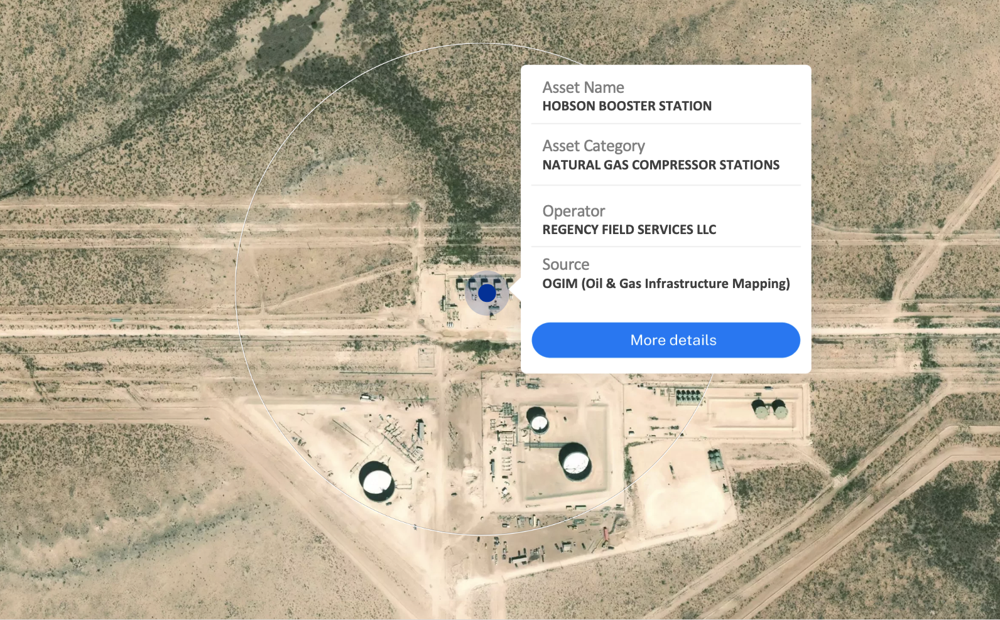 Asset Name
HOBSON BOOSTER STATION
Asset Category
NATURAL GAS COMPRESSOR STATIONS
Operator
REGENCY FIELD SERVICES LLC
Source
OGIM (Oil & Gas Infrastructure Mapping)
More details